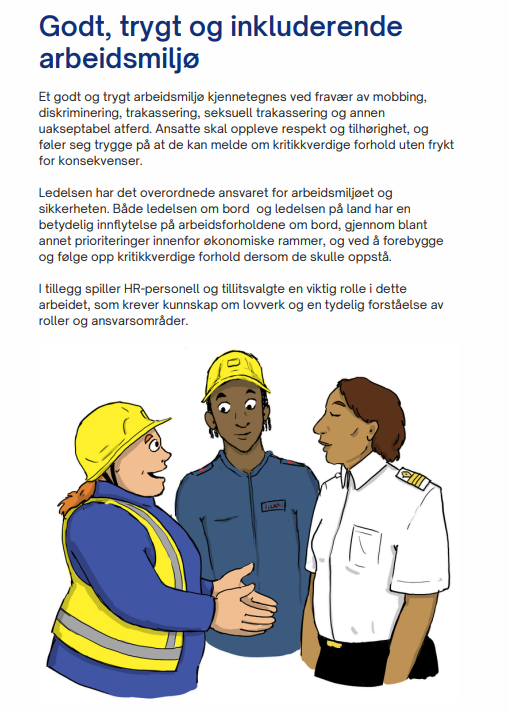 Godt, trygt og inkluderende
arbeidsmiljø
Et godt og trygt arbeidsmiljø kjennetegnes ved fravær av mobbing,
diskriminering, trakassering, seksuell trakassering og annen
uakseptabel atferd. Ansatte skal oppleve respekt og tilhørighet, og
føler seg trygge på at de kan melde om kritikkverdige forhold uten frykt
for konsekvenser.
Ledelsen har det overordnede ansvaret for arbeidsmiljøet og
sikkerheten. Både ledelsen om bord og ledelsen på land har en
betydelig innflytelse på arbeidsforholdene om bord, gjennom blant
annet prioriteringer innenfor økonomiske rammer, og ved å forebygge
og følge opp kritikkverdige forhold dersom de skulle oppstå.
I tillegg spiller HR-personell og tillitsvalgte en viktig rolle i dette
arbeidet, som krever kunnskap om lovverk og en tydelig forståelse av
roller og ansvarsområder.